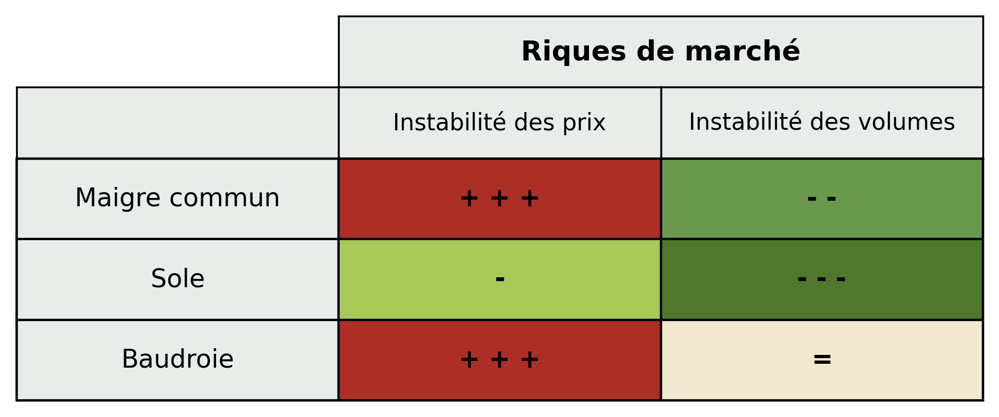 Riques de marché
Instabilité des prix Instabilité des volumes
Maigre commun + + + - -
Sole - - - -
Baudroie + + + =